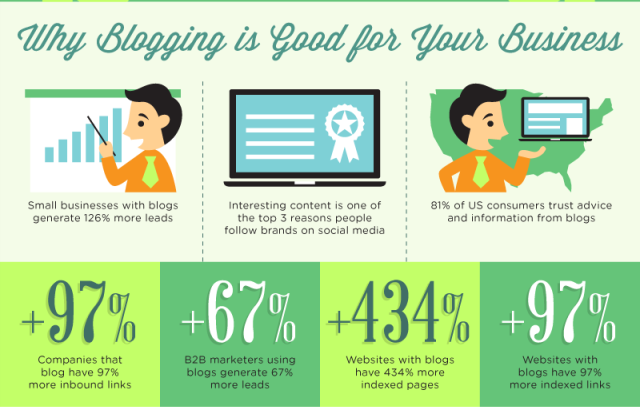 Why Blogging is Good for Your Business
Small businesses with blogs
generate 126% more leads
Interesting content is one of
the top 3 reasons people
follow brands on social media
81% of US consumers trust advice
and information from blogs
+97%
Companies that
blog have 97%
more inbound links
+67%
B2B marketers using
blogs generate 67%
more leads
+434%
Websites with blogs
have 434% more
indexed pages
+97%
Websites with
blogs have 97%
more indexed links